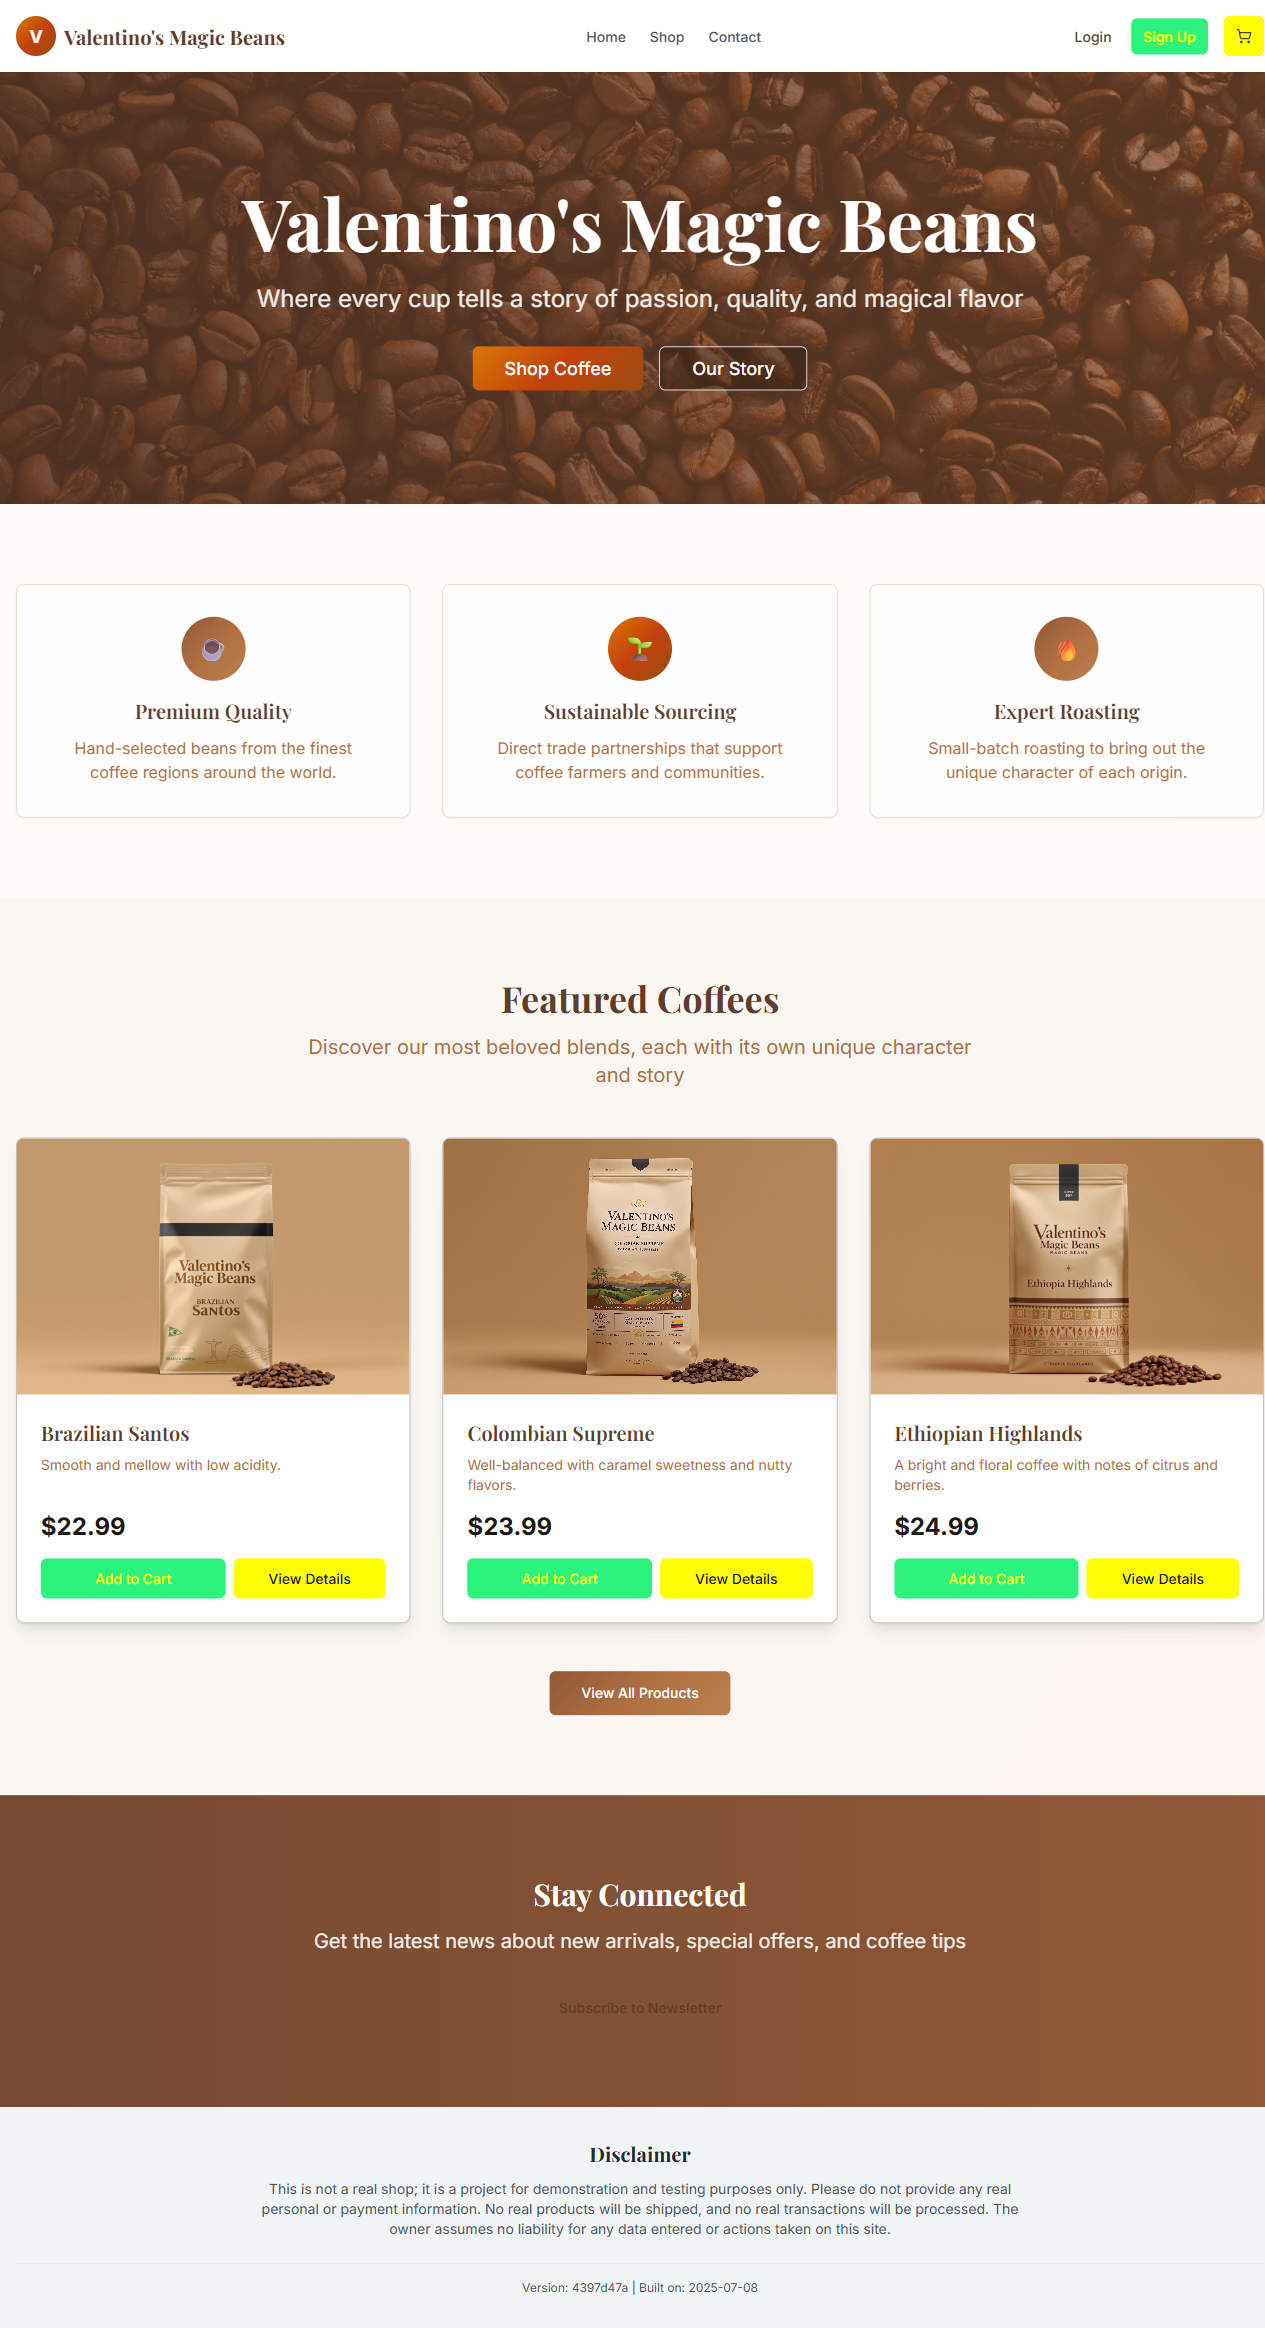 V
Valentino's Magic Beans
Home Shop Contact
Login Sign Up
Valentino's Magic Beans
Where every cup tells a story of passion, quality, and magical flavor
Shop Coffee Our Story
Premium Quality
Hand-selected beans from the finest
coffee regions around the world.
Sustainable Sourcing
Direct trade partnerships that support
coffee farmers and communities.
Expert Roasting
Small-batch roasting to bring out the
unique character of each origin.
Featured Coffees
Discover our most beloved blends, each with its own unique character
and story
Valentino's
Magic Beans
BRAZILIAN
SANTOS
VALENTINO'S
MAGIC BEANS
Valentino's
Magic Beans
MAGIC BEANS
Ethiopia Highlands
ETHIOPIA HIGHLANDS
Brazilian Santos
Smooth and mellow with low acidity.
$22.99
Add to Cart View Details
Colombian Supreme
Well-balanced with caramel sweetness and nutty
flavors.
$23.99
Add to Cart View Details
Ethiopian Highlands
A bright and floral coffee with notes of citrus and
berries.
$24.99
Add to Cart View Details
View All Products
Stay Connected
Get the latest news about new arrivals, special offers, and coffee tips
Subscribe to Newsletter
Disclaimer
This is not a real shop; it is a project for demonstration and testing purposes only. Please do not provide any real
personal or payment information. No real products will be shipped, and no real transactions will be processed. The
owner assumes no liability for any data entered or actions taken on this site.
Version: 4397d47a | Built on: 2025-07-08